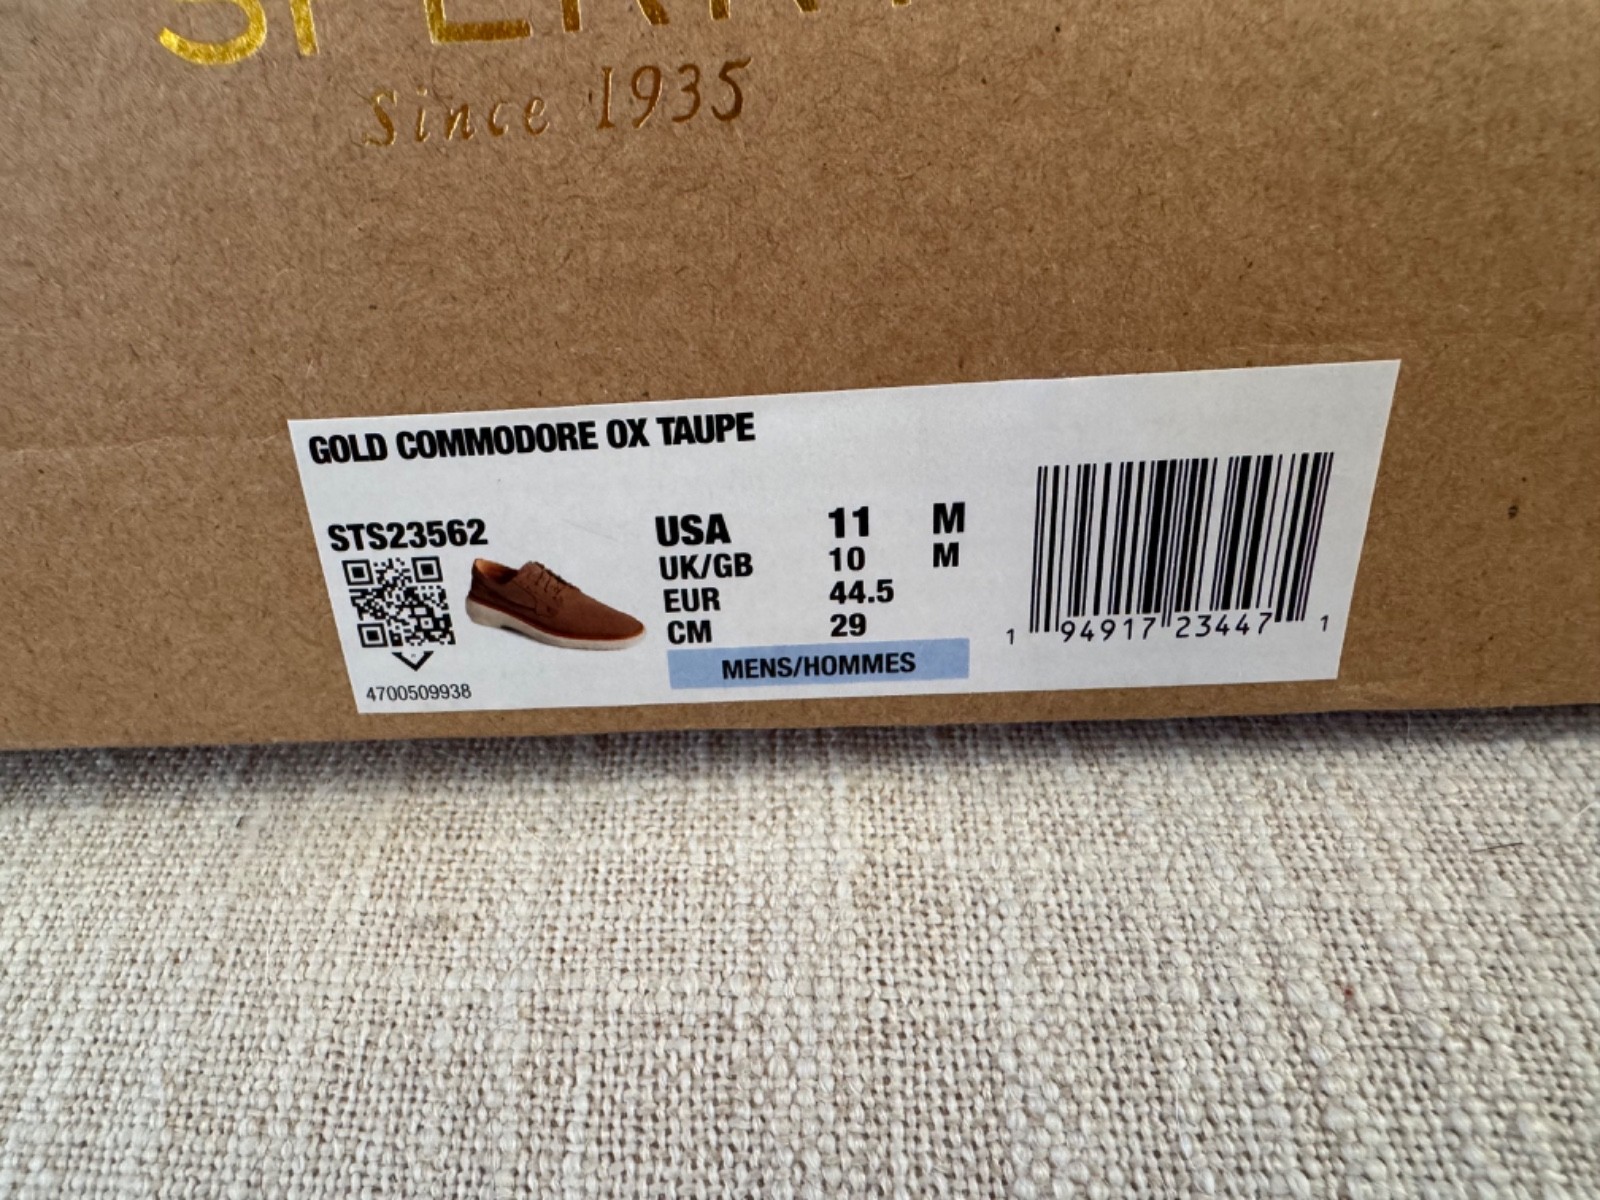 SPERRY
Since 1935
GOLD COMMODORE OX TAUPE
STS23562
USA 11 M
UK/GB 10 M
EUR 44.5
CM 29
MENS/HOMMES
4700509938
1 94917 23447 1